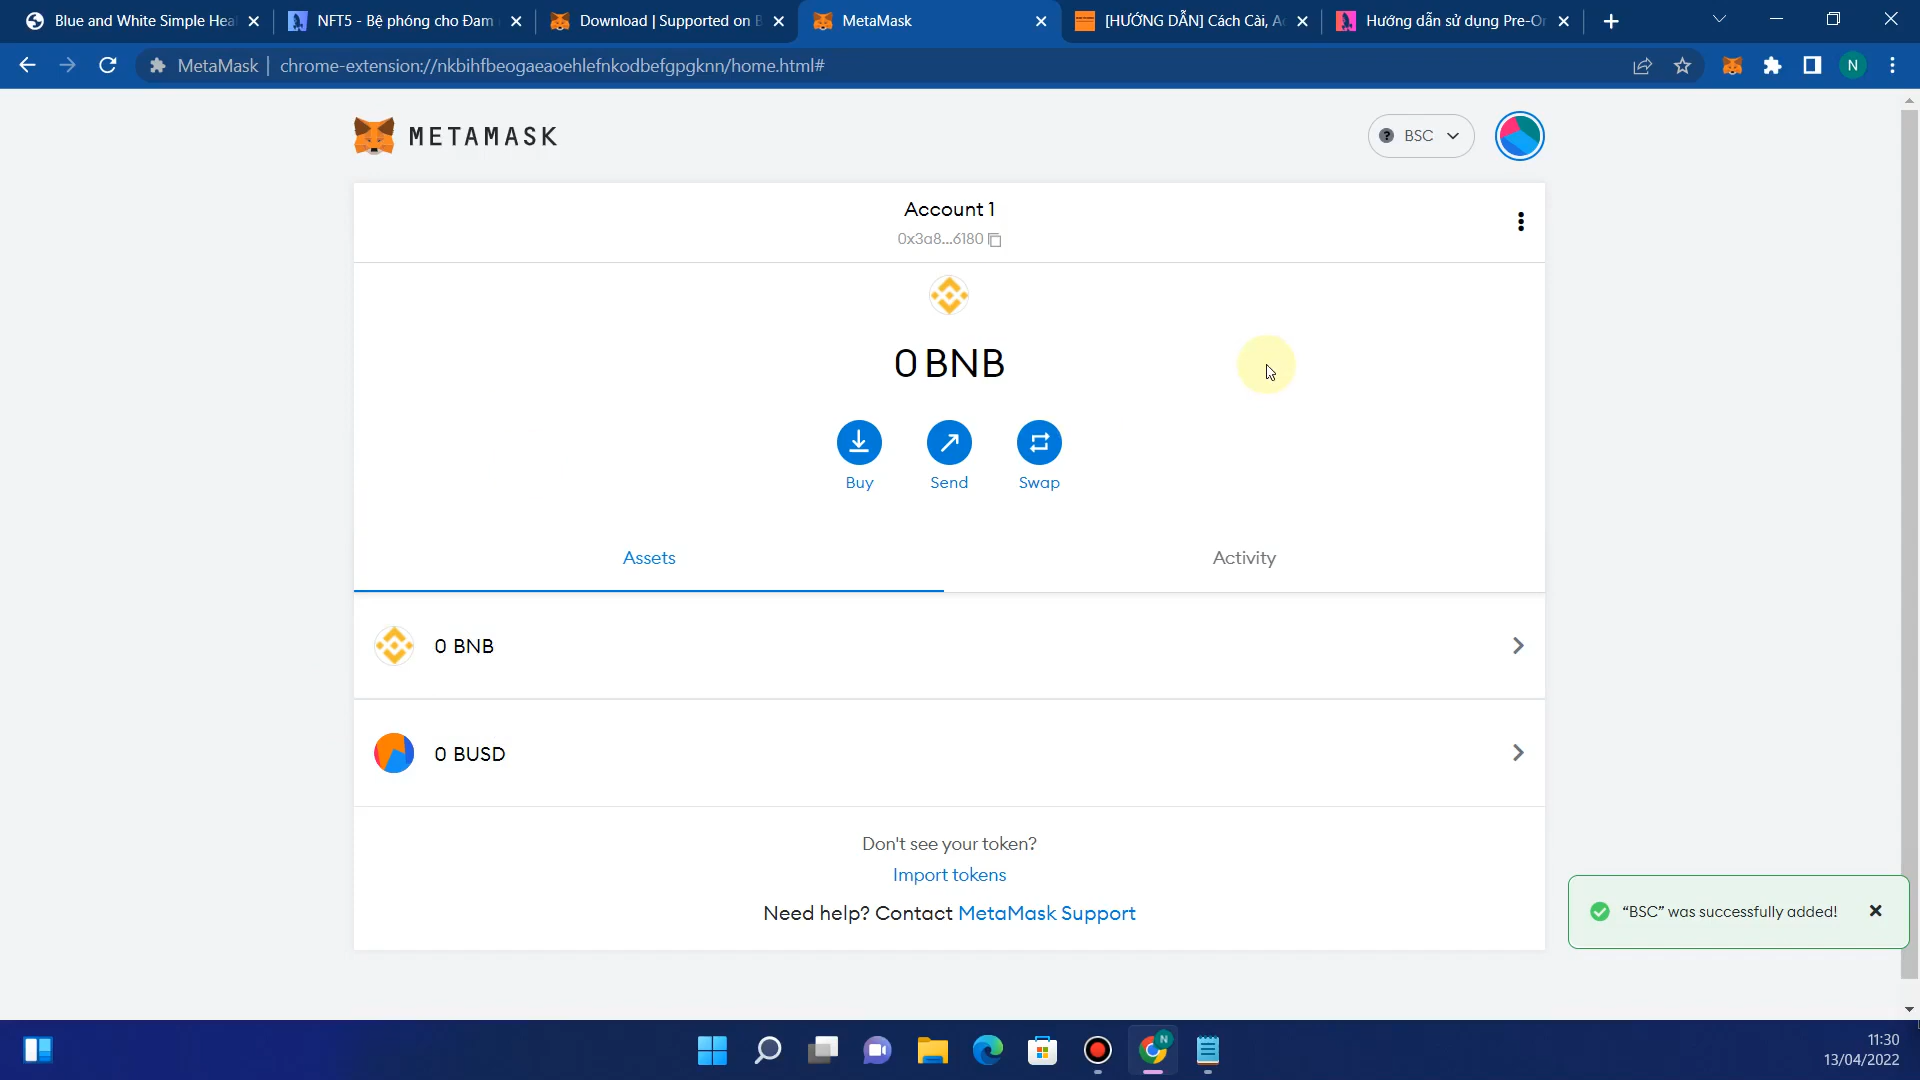 Blue and White Simple Hea
NFT5 - Bệ phóng cho Đam
Download | Supported on B
MetaMask
[HƯỚNG DẪN] Cách Cài, A
Hướng dẫn sử dụng Pre-Or
MetaMask | chrome-extension://nkbihfbeogaeaoehlefnkodbefgpgknn/home.html#
N
METAMASK
? BSC
Account 1
0x3a8...6180
0 BNB
Buy
Send
Swap
Assets
Activity
0 BNB
0 BUSD
Don't see your token?
Import tokens
Need help? Contact MetaMask Support
“BSC” was successfully added!
N
11:30
13/04/2022